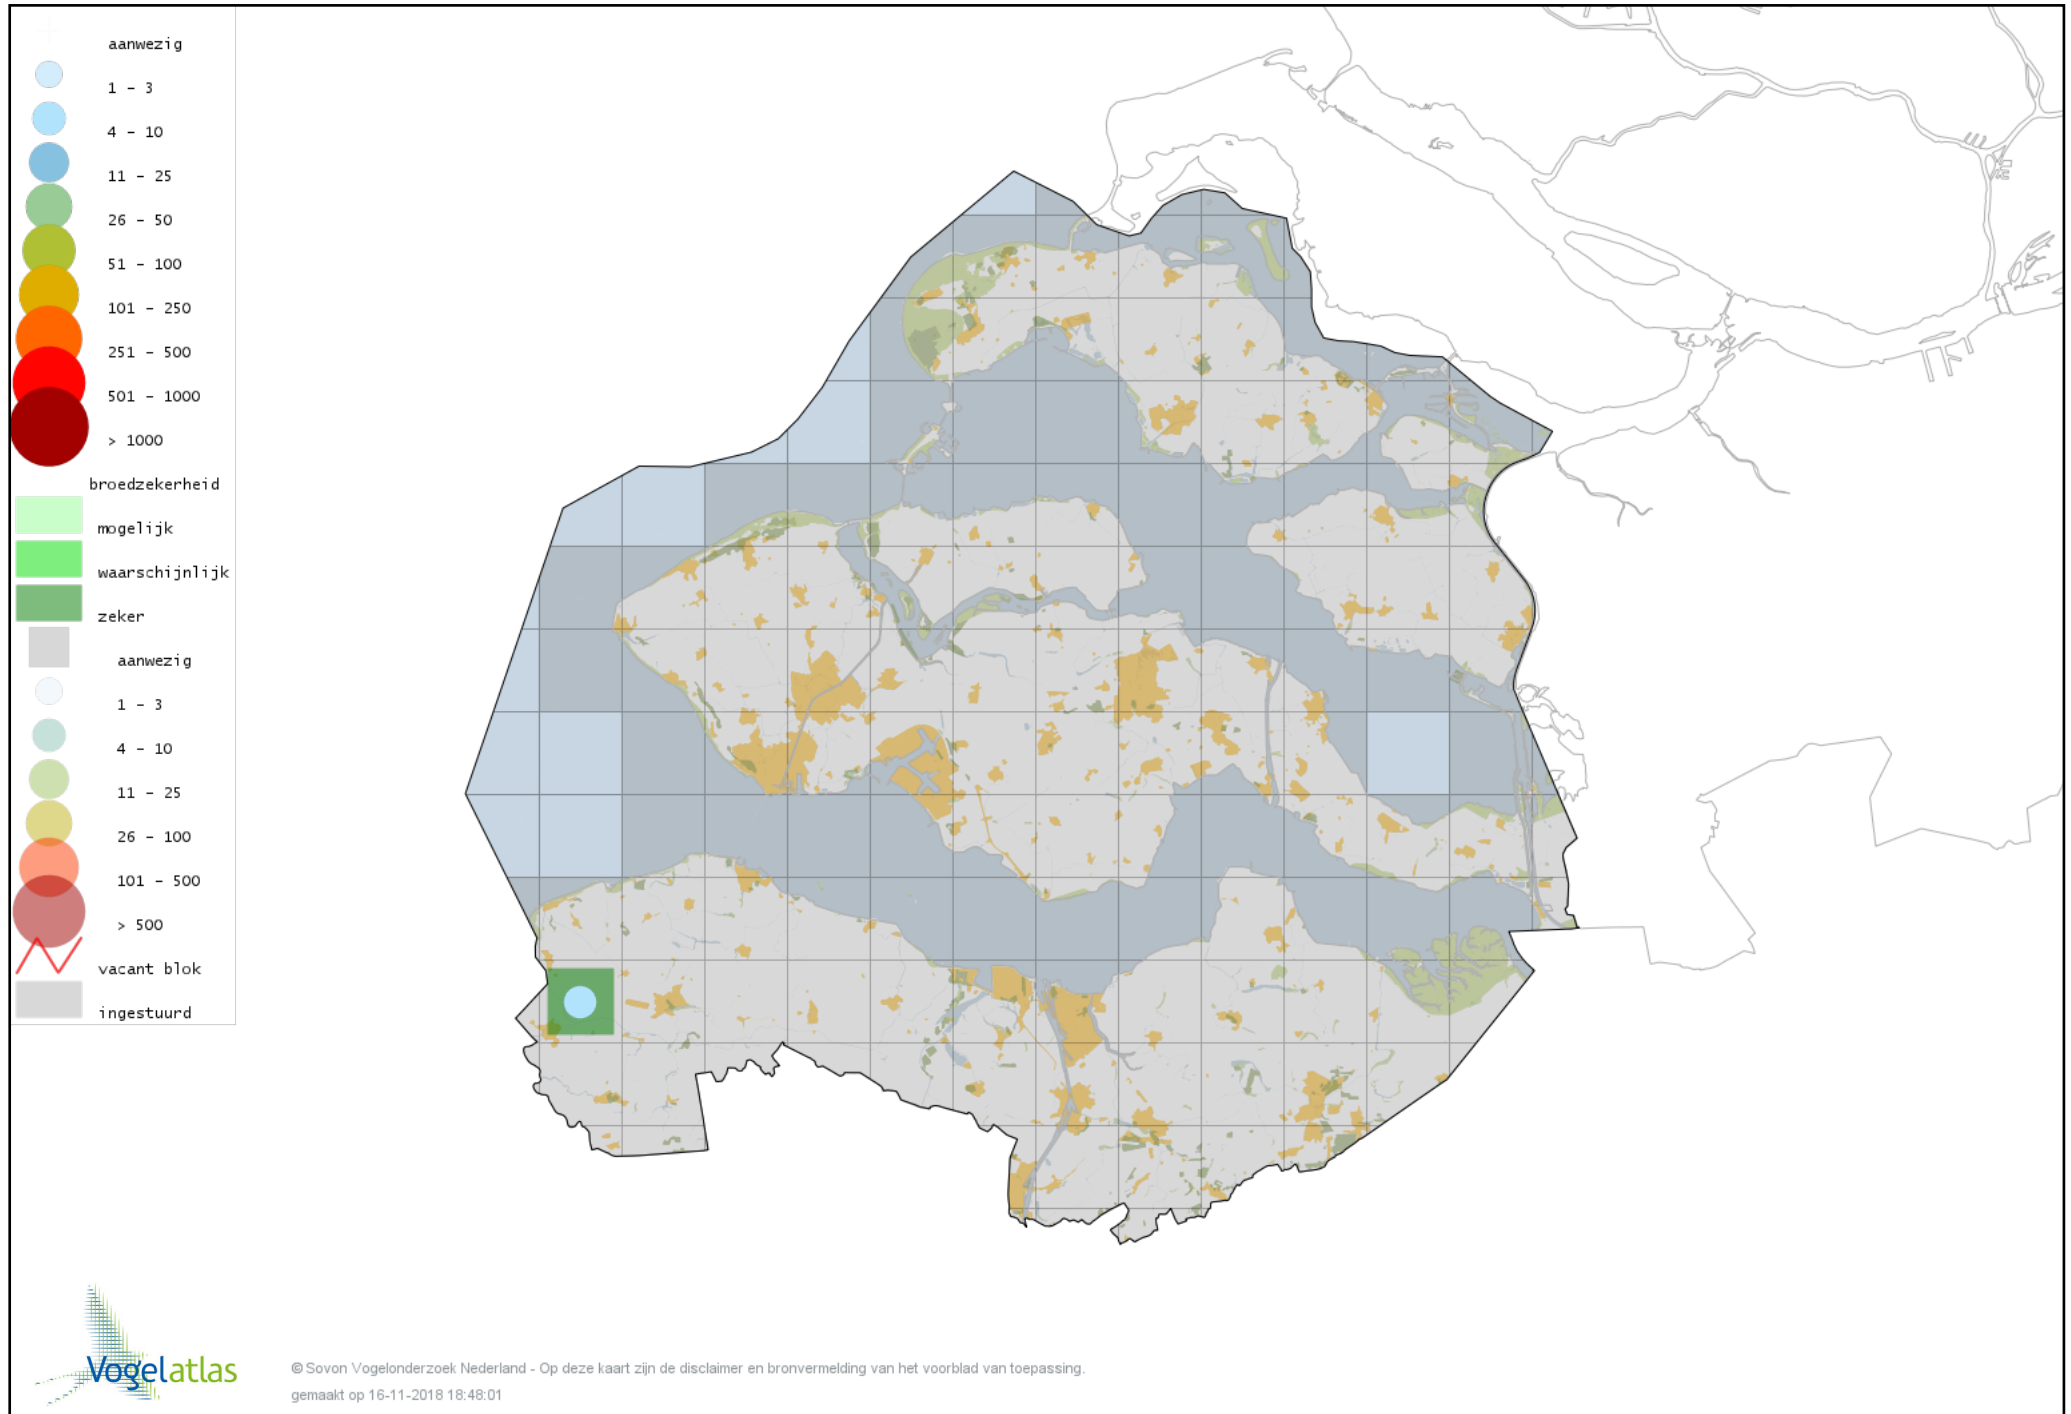 aanwezig
1 - 3
4 - 10
11 - 25
26 - 50
51 - 100
101 - 250
251 - 500
501 - 1000
> 1000
broedzekerheid
mogelijk
waarschijnlijk
zeker
aanwezig
1 - 3
4 - 10
11 - 25
26 - 100
101 - 500
> 500
vacant blok
ingestuurd
Vogelatlas
© Sovon Vogelonderzoek Nederland - Op deze kaart zijn de disclaimer en bronvermelding van het voorblad van toepassing.
gemaakt op 16-11-2018 18:48:01